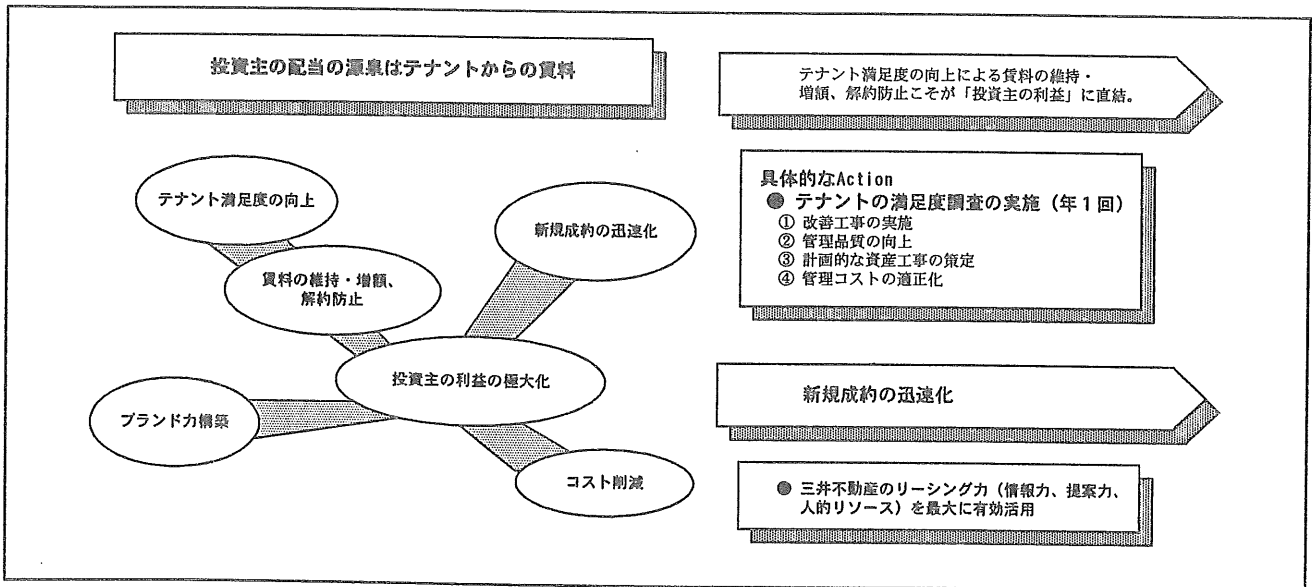 投資主の配当の源泉はテナントからの賃料
テナント満足度の向上
賃料の維持・増額、
解約防止
新規成約の迅速化
投資主の利益の極大化
ブランド力構築
コスト削減
テナント満足度の向上による賃料の維持・
増額、解約防止こそが「投資主の利益」に直結。
具体的なAction
● テナントの満足度調査の実施（年１回）
① 改善工事の実施
② 管理品質の向上
③ 計画的な資産工事の策定
④ 管理コストの適正化
新規成約の迅速化
● 三井不動産のリーシング力（情報力、提案力、
人的リソース）を最大に有効活用